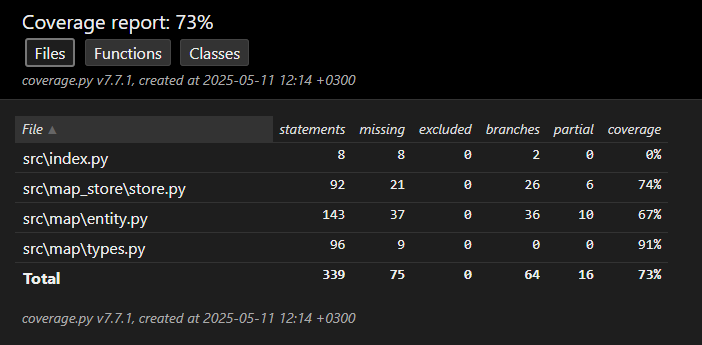 Coverage report: 73%
Files Functions Classes
coverage.py v7.7.1, created at 2025-05-11 12:14 +0300
File ▲ statements missing excluded branches partial coverage
src\index.py 8 8 0 2 0 0%
src\map_store\store.py 92 21 0 26 6 74%
src\map\entity.py 143 37 0 36 10 67%
src\map\types.py 96 9 0 0 0 91%
Total 339 75 0 64 16 73%
coverage.py v7.7.1, created at 2025-05-11 12:14 +0300